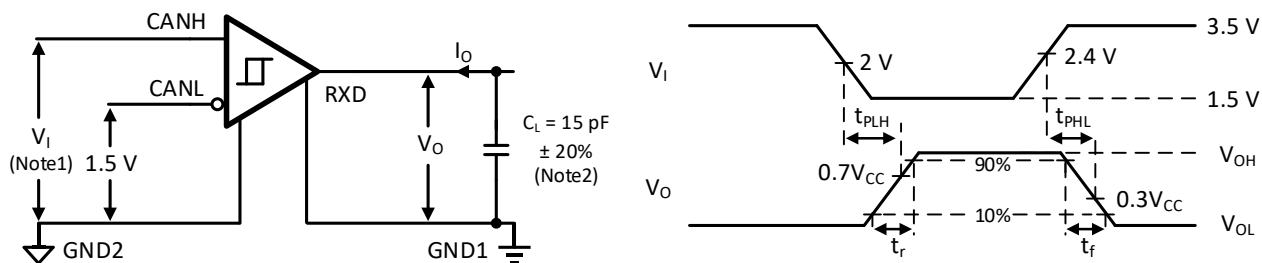 CANH
CANL
V_I
(Note1)
1.5 V
GND2
RXD
I_O
V_O
C_L = 15 pF
± 20%
(Note2)
GND1
V_I
2 V
2.4 V
3.5 V
1.5 V
t_PLH
t_PHL
V_O
0.7V_CC
90%
10%
0.3V_CC
V_OH
V_OL
t_r
t_f